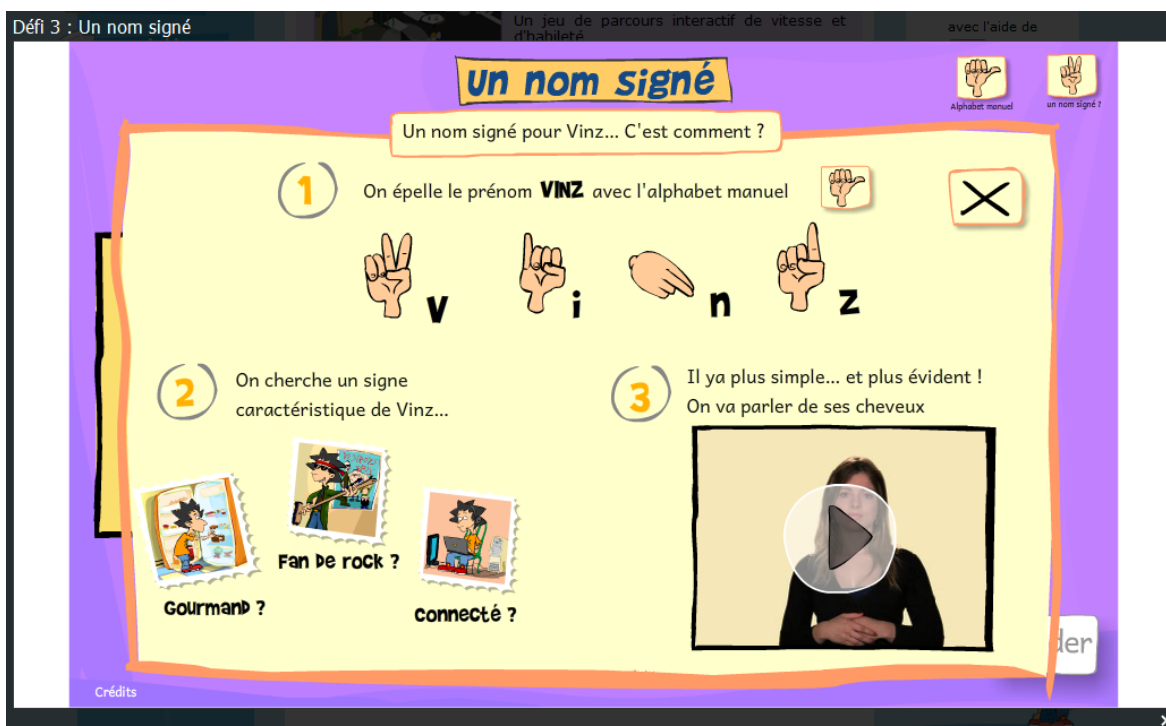 Un jeu de parcours interactif de vitesse et
d'habileté
avec l'aide de
Défi 3 : Un nom signé
un nom signé
Alphabet manuel
un nom signé ?
Un nom signé pour Vinz... C'est comment ?
1
On épelle le prénom VINZ avec l'alphabet manuel
v
i
n
z
2
On cherche un signe
caractéristique de Vinz...
Gourmand ?
Fan de rock ?
connecté ?
3
Il ya plus simple... et plus évident !
On va parler de ses cheveux
der
Crédits